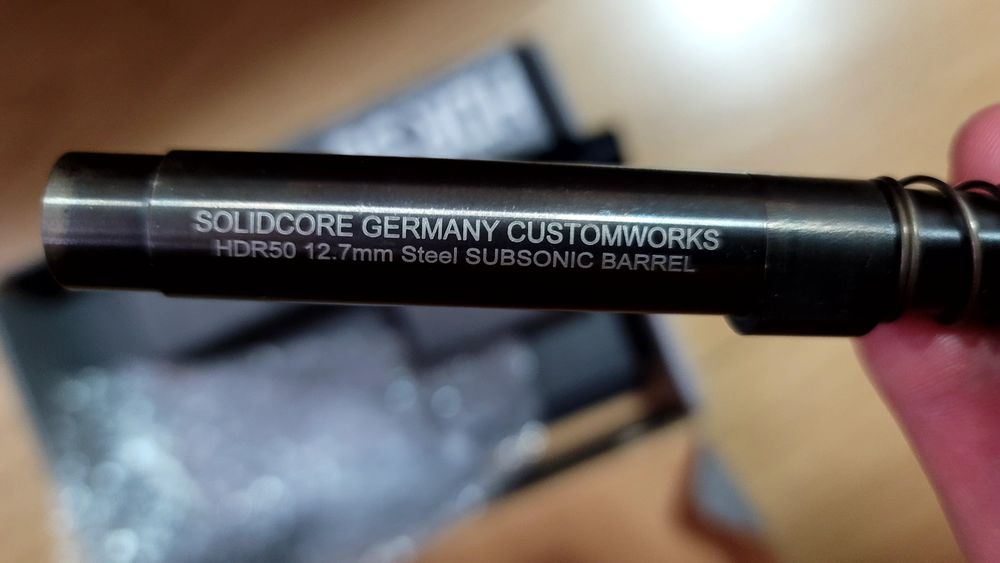 SOLIDCORE GERMANY CUSTOMWORKS
HDR50 12.7mm Steel SUBSONIC BARREL